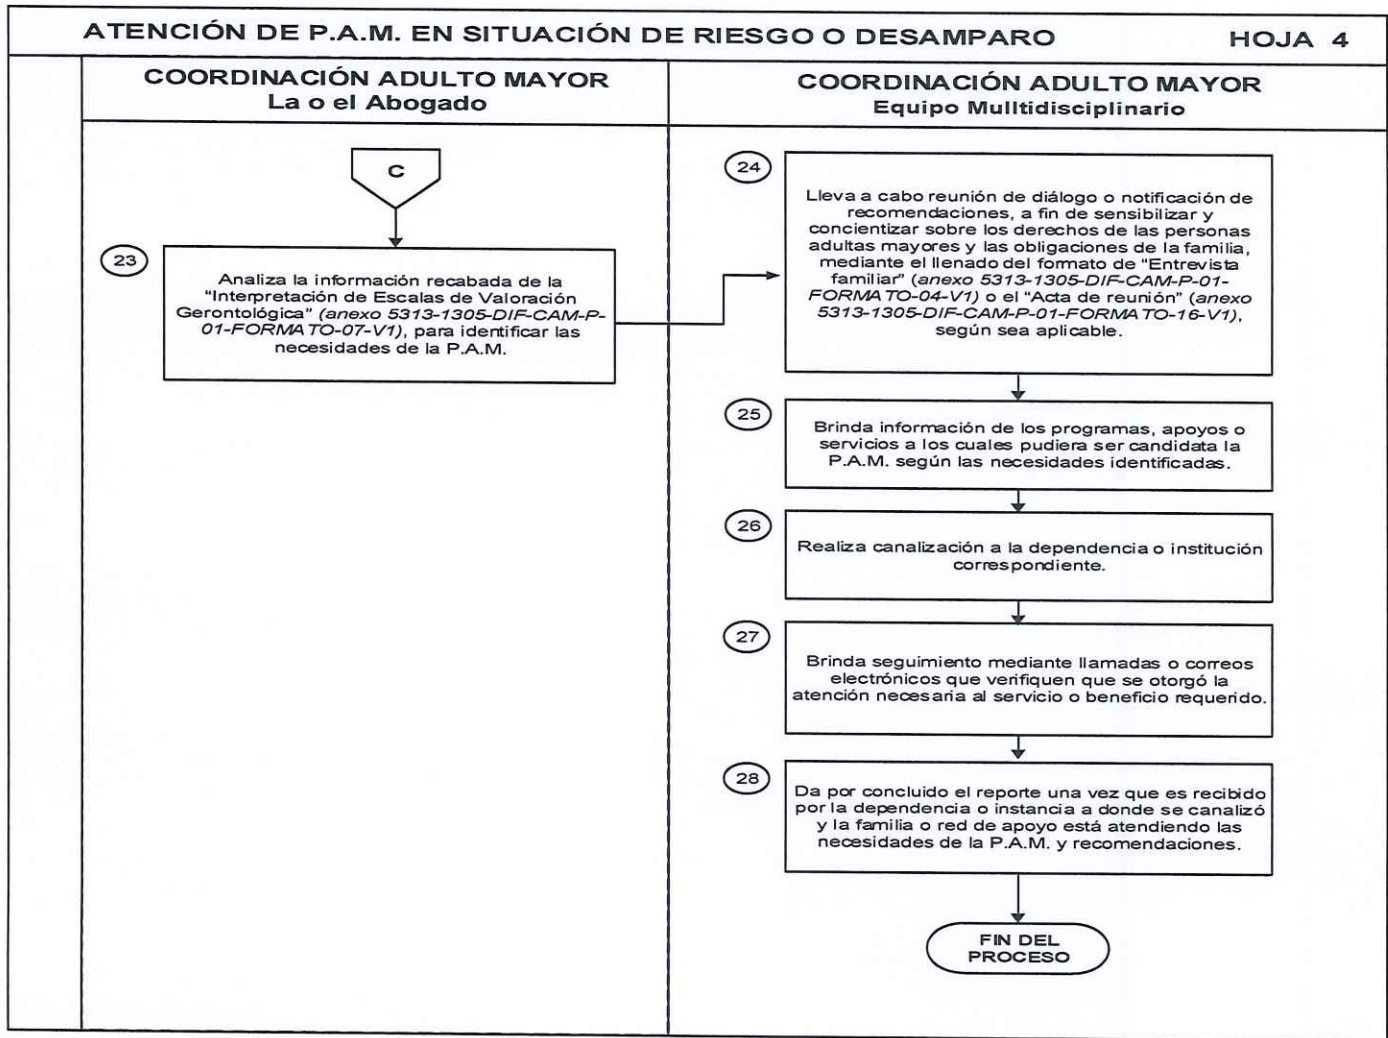 ATENCIÓN DE P.A.M. EN SITUACIÓN DE RIESGO O DESAMPARO HOJA 4
COORDINACIÓN ADULTO MAYOR
La o el Abogado
COORDINACIÓN ADULTO MAYOR
Equipo Mulltidisciplinario
C
23
Analiza la información recabada de la
“Interpretación de Escalas de Valoración
Gerontológica” (anexo 5313-1305-DIF-CAM-P-
01-FORMATO-07-V1), para identificar las
necesidades de la P.A.M.
24
Lleva a cabo reunión de diálogo o notificación de
recomendaciones, a fin de sensibilizar y
concientizar sobre los derechos de las personas
adultas mayores y las obligaciones de la familia,
mediante el llenado del formato de “Entrevista
familiar” (anexo 5313-1305-DIF-CAM-P-01-
FORMATO-04-V1) o el “Acta de reunión” (anexo
5313-1305-DIF-CAM-P-01-FORMATO-16-V1),
según sea aplicable.
25
Brinda información de los programas, apoyos o
servicios a los cuales pudiera ser candidata la
P.A.M. según las necesidades identificadas.
26
Realiza canalización a la dependencia o institución
correspondiente.
27
Brinda seguimiento mediante llamadas o correos
electrónicos que verifiquen que se otorgó la
atención necesaria al servicio o beneficio requerido.
28
Da por concluido el reporte una vez que es recibido
por la dependencia o instancia a donde se canalizó
y la familia o red de apoyo está atendiendo las
necesidades de la P.A.M. y recomendaciones.
FIN DEL
PROCESO